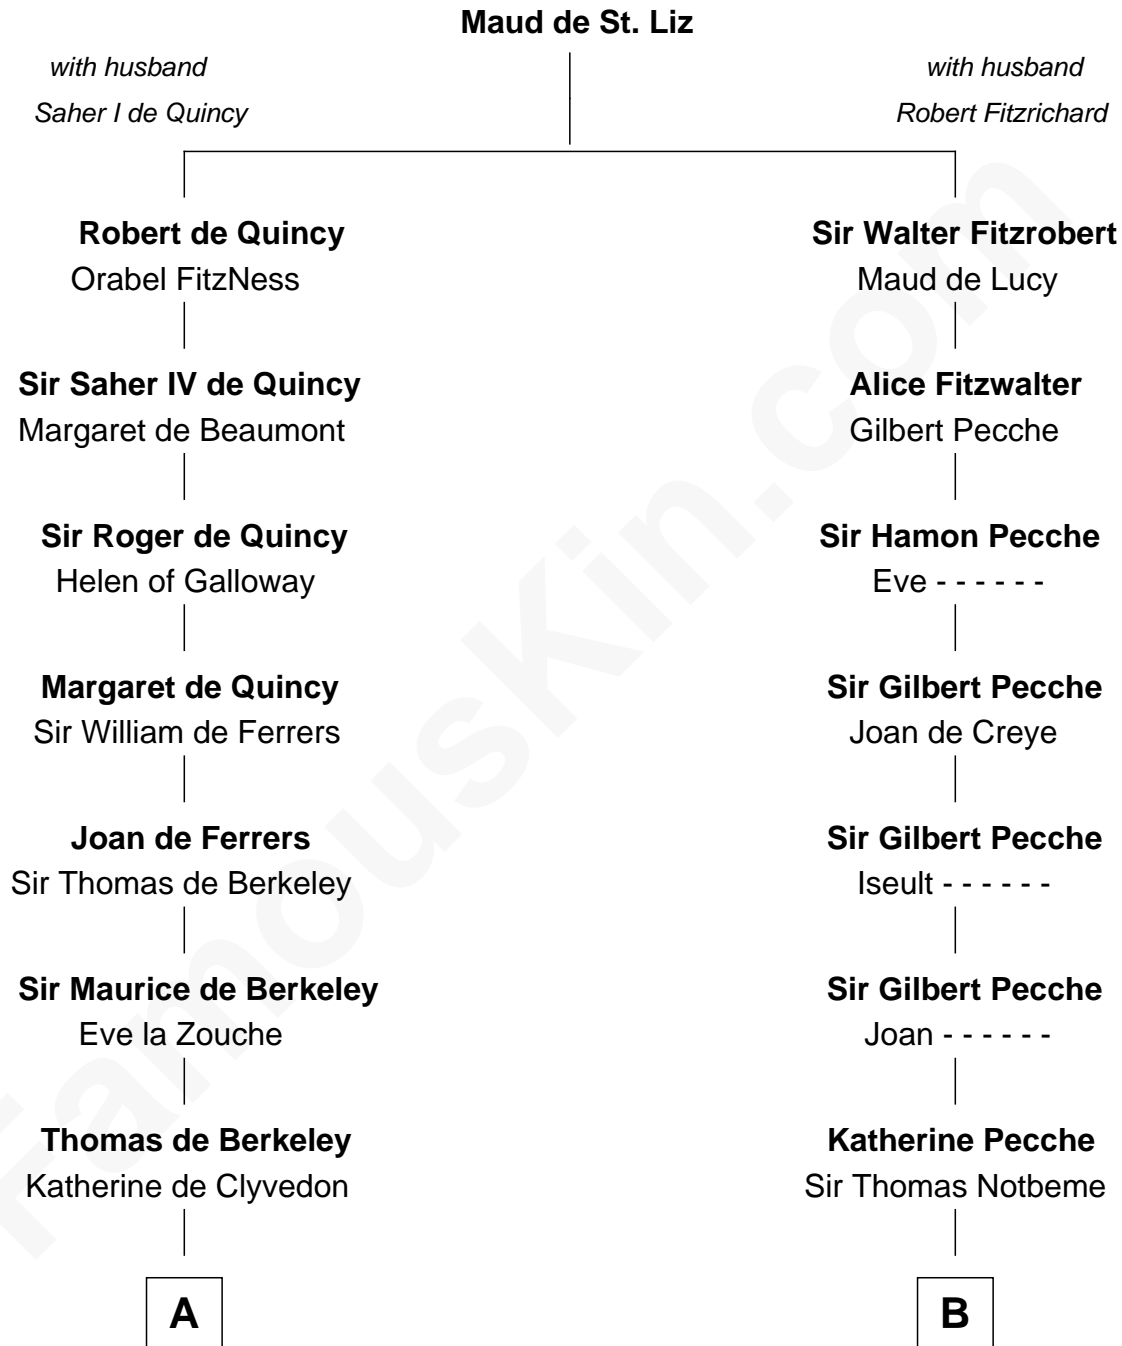 Maud de St. Liz
with husband
Saher I de Quincy
with husband
Robert Fitzrichard
Robert de Quincy
Orabel FitzNess
Sir Walter Fitzrobert
Maud de Lucy
Sir Saher IV de Quincy
Margaret de Beaumont
Alice Fitzwalter
Gilbert Pecche
Sir Roger de Quincy
Helen of Galloway
Sir Hamon Pecche
Eve - - - - - -
Margaret de Quincy
Sir William de Ferrers
Sir Gilbert Pecche
Joan de Creye
Joan de Ferrers
Sir Thomas de Berkeley
Sir Gilbert Pecche
Iseult - - - - - -
Sir Maurice de Berkeley
Eve la Zouche
Sir Gilbert Pecche
Joan - - - - - -
Thomas de Berkeley
Katherine de Clyvedon
Katherine Pecche
Sir Thomas Notbeme
A
B
FamousKin.com